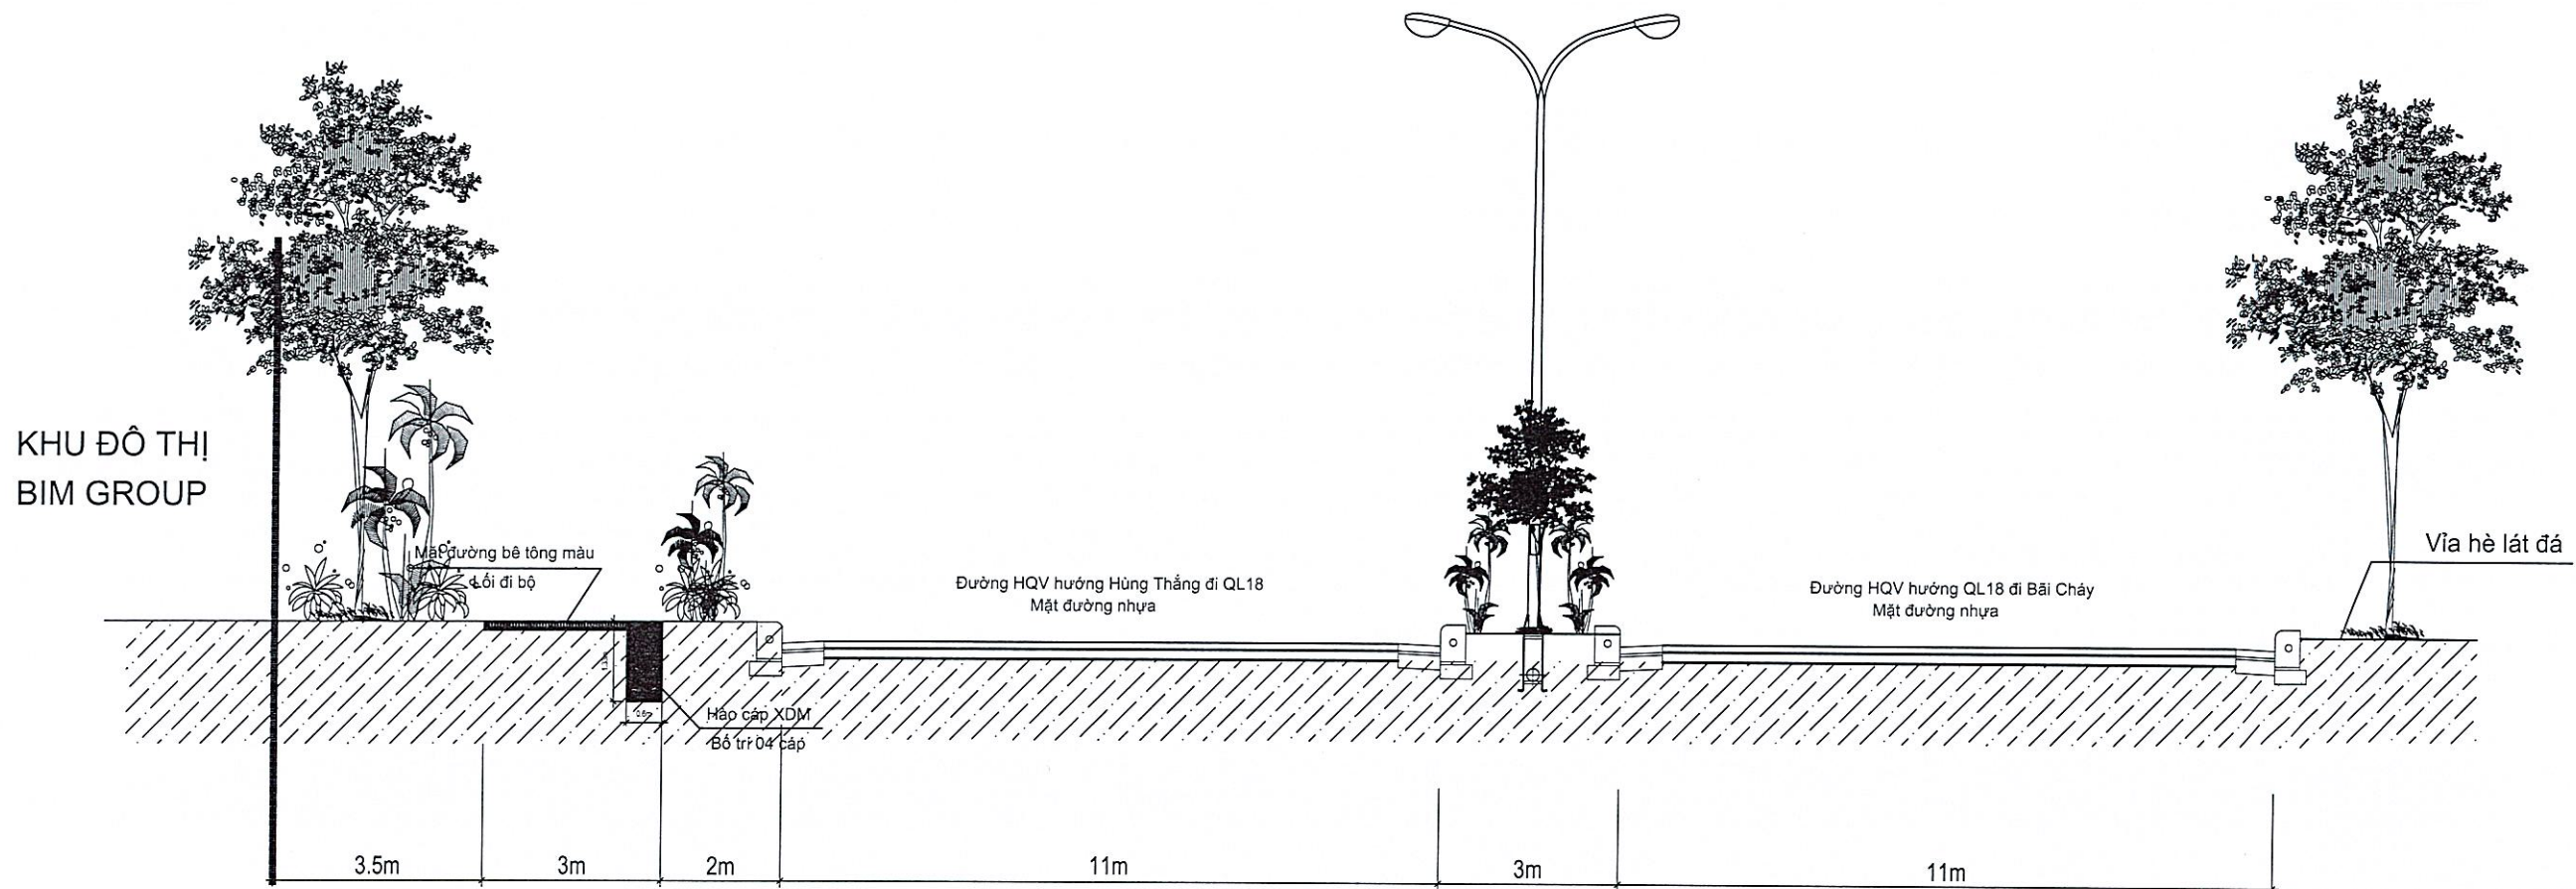 KHU ĐÔ THỊ
BIM GROUP
Mặt đường bê tông màu
Lối đi bộ
Đường HQV hướng Hùng Thắng đi QL18
Mặt đường nhựa
Đường HQV hướng QL18 đi Bãi Cháy
Mặt đường nhựa
Vỉa hè lát đá
Hào cáp XDM
Bố trí 04 cáp
3.5m
3m
2m
11m
3m
11m